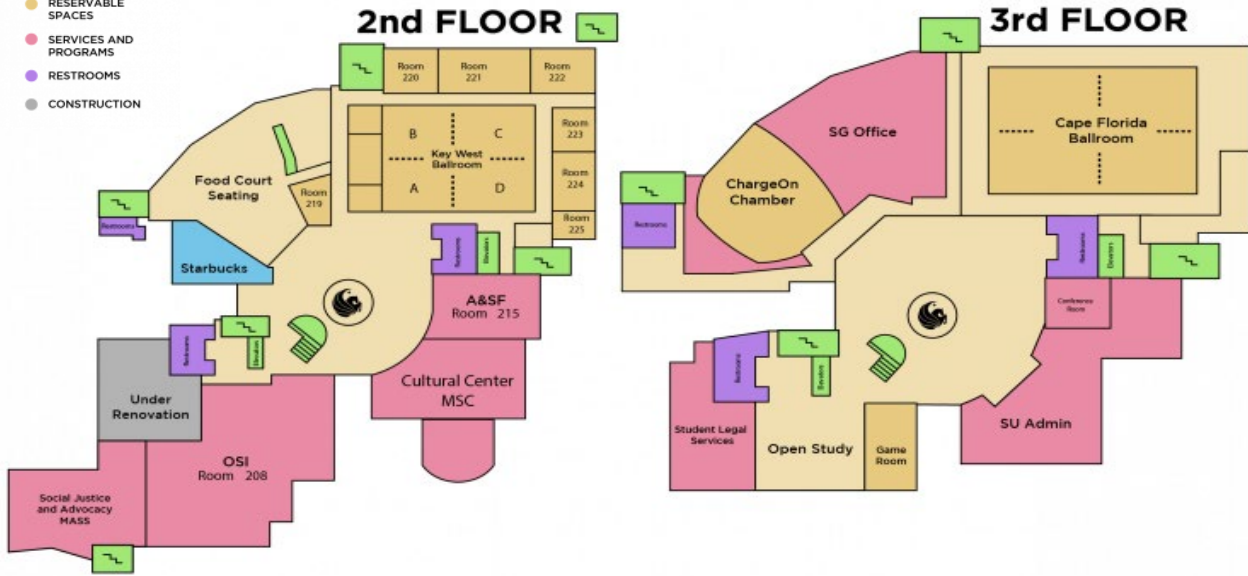 RESERVABLE
SPACES
SERVICES AND
PROGRAMS
RESTROOMS
CONSTRUCTION
2nd FLOOR
Room
220
Room
221
Room
222
B
C
Key West
Ballroom
A
D
Room
223
Room
224
Room
225
Food Court
Seating
Room
219
Restrooms
Starbucks
Restrooms
Elevators
A&SF
Room 215
Restrooms
Elevators
Cultural Center
MSC
Under
Renovation
OSI
Room 208
Social Justice
and Advocacy
MASS
3rd FLOOR
SG Office
Cape Florida
Ballroom
ChargeOn
Chamber
Restrooms
Restrooms
Elevators
Conference
Room
Restrooms
Elevators
Student Legal
Services
Open Study
Game
Room
SU Admin